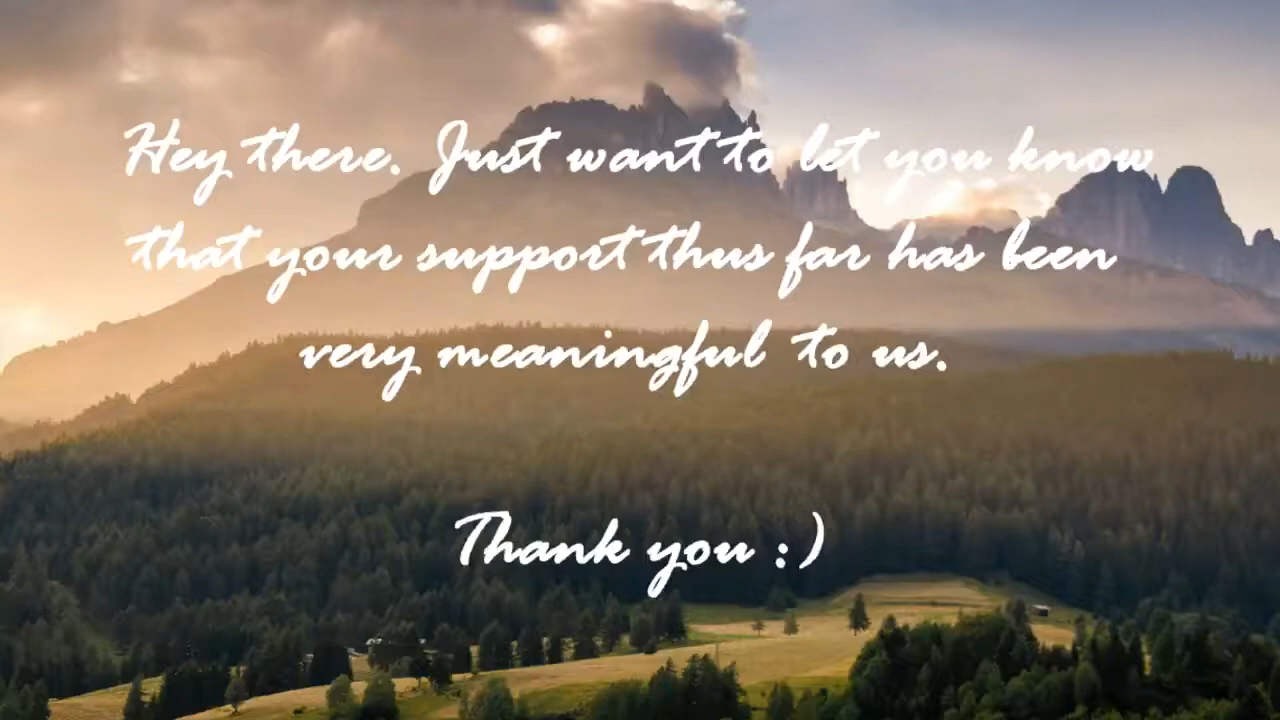 Hey there. Just want to let you know
that your support thus far has been
very meaningful to us.
Thank you :)